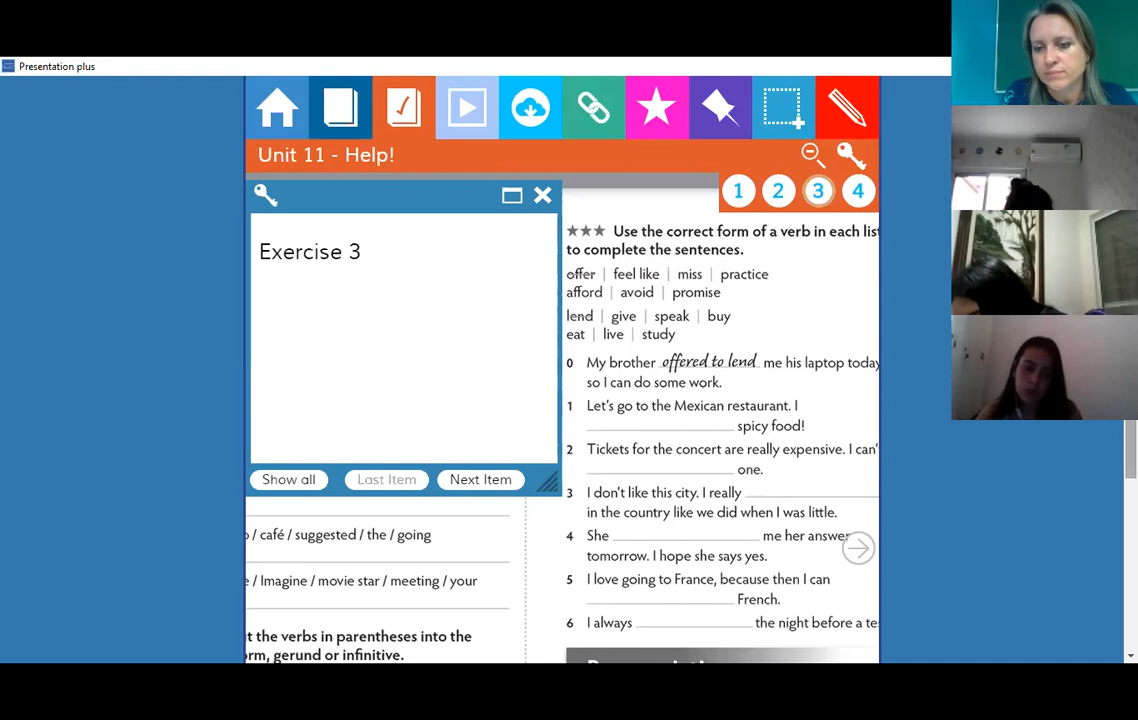 Presentation plus
Unit 11 - Help!
1 2 3 4
Exercise 3
Show all
Last Item
Next Item
/ café / suggested / the / going
/ Imagine / movie star / meeting / your
t the verbs in parentheses into the
orm, gerund or infinitive.
★★★ Use the correct form of a verb in each list
to complete the sentences.
offer | feel like | miss | practice
afford | avoid | promise
lend | give | speak | buy
eat | live | study
0 My brother offered to lend me his laptop today
so I can do some work.
1 Let's go to the Mexican restaurant. I
____ spicy food!
2 Tickets for the concert are really expensive. I can'
____ one.
3 I don't like this city. I really ____
in the country like we did when I was little.
4 She ____ me her answer
tomorrow. I hope she says yes.
5 I love going to France, because then I can
____ French.
6 I always ____ the night before a te